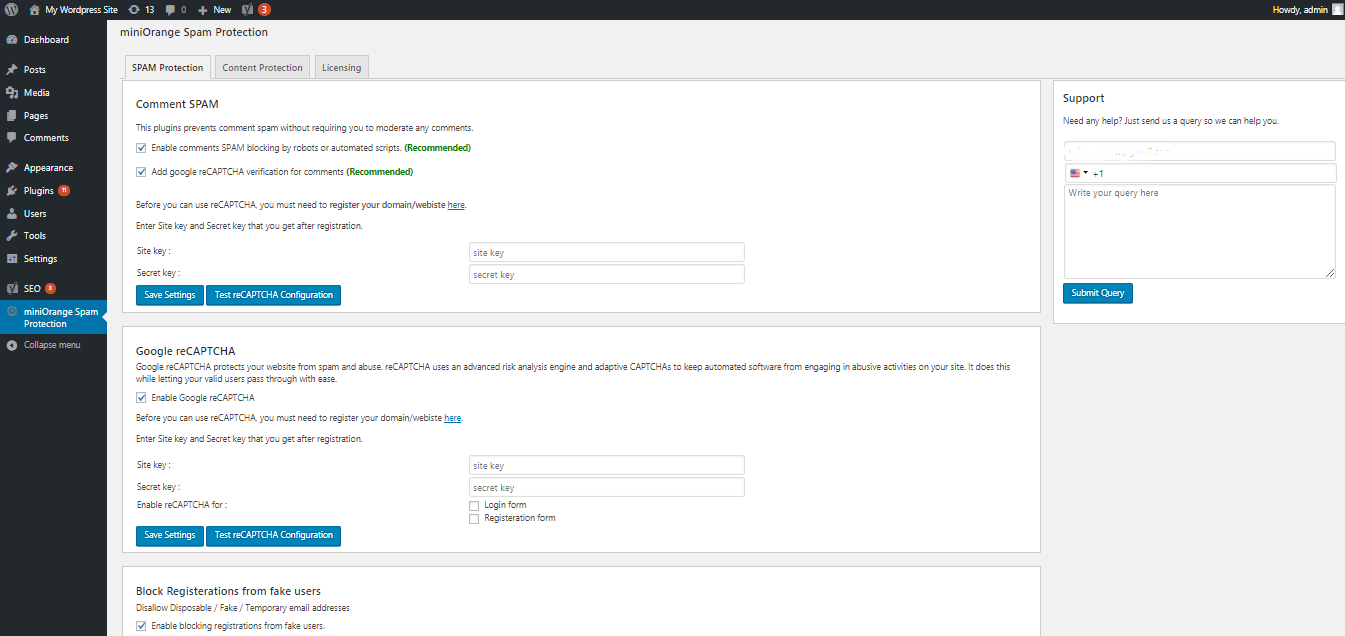 My Wordpress Site 13 0 New 3 Howdy, admin
Dashboard
Posts
Media
Pages
Comments
Appearance
Plugins 11
Users
Tools
Settings
SEO 3
miniOrange Spam
Protection
Collapse menu
miniOrange Spam Protection
SPAM Protection Content Protection Licensing
Comment SPAM
This plugins prevents comment spam without requiring you to moderate any comments.
Enable comments SPAM blocking by robots or automated scripts. (Recommended)
Add google reCAPTCHA verification for comments (Recommended)
Before you can use reCAPTCHA, you must need to register your domain/webiste here.
Enter Site key and Secret key that you get after registration.
Site key : site key
Secret key : secret key
Save Settings Test reCAPTCHA Configuration
Google reCAPTCHA
Google reCAPTCHA protects your website from spam and abuse. reCAPTCHA uses an advanced risk analysis engine and adaptive CAPTCHAs to keep automated software from engaging in abusive activities on your site. It does this
while letting your valid users pass through with ease.
Enable Google reCAPTCHA
Before you can use reCAPTCHA, you must need to register your domain/webiste here.
Enter Site key and Secret key that you get after registration.
Site key : site key
Secret key : secret key
Enable reCAPTCHA for : Login form
Registeration form
Save Settings Test reCAPTCHA Configuration
Block Registerations from fake users
Disallow Disposable / Fake / Temporary email addresses
Enable blocking registrations from fake users.
Support
Need any help? Just send us a query so we can help you.
+1
Write your query here
Submit Query